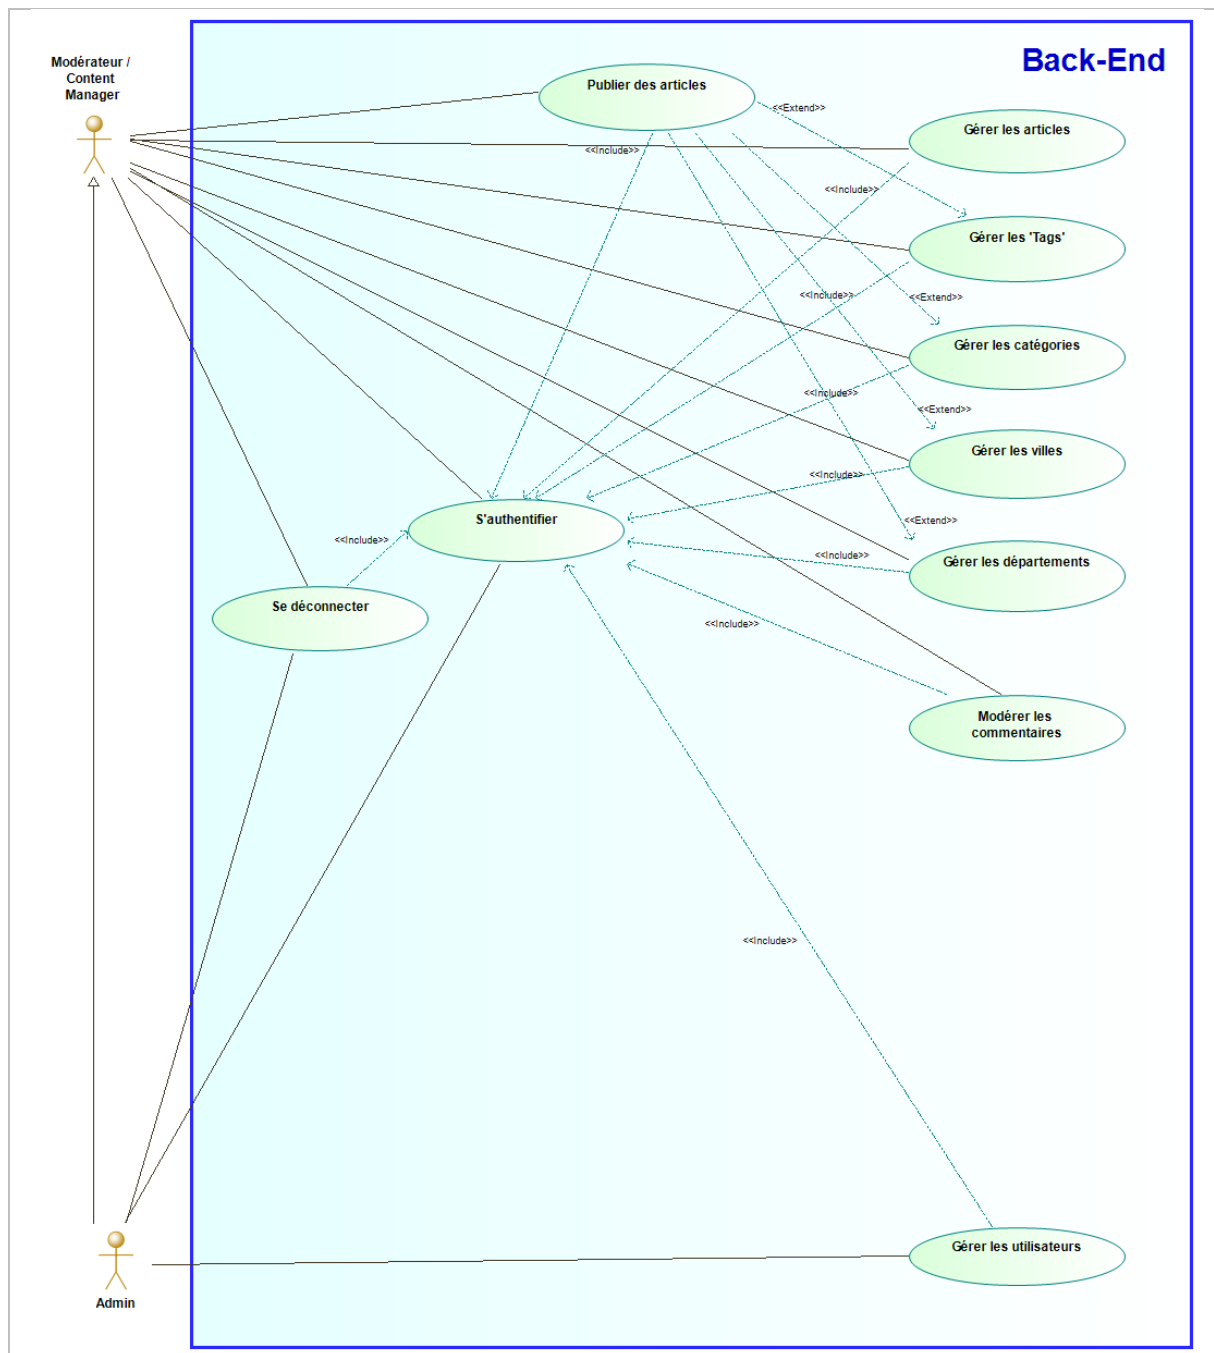 Modérateur /
Content
Manager
Back-End
Publier des articles
<<Extend>>
Gérer les articles
<<Include>>
<<Include>>
Gérer les 'Tags'
<<Include>>
<<Extend>>
Gérer les catégories
<<Include>>
<<Extend>>
Gérer les villes
<<Include>>
S'authentifier
<<Extend>>
<<Include>>
<<Include>>
Gérer les départements
Se déconnecter
<<Include>>
Modérer les
commentaires
<<Include>>
Gérer les utilisateurs
Admin